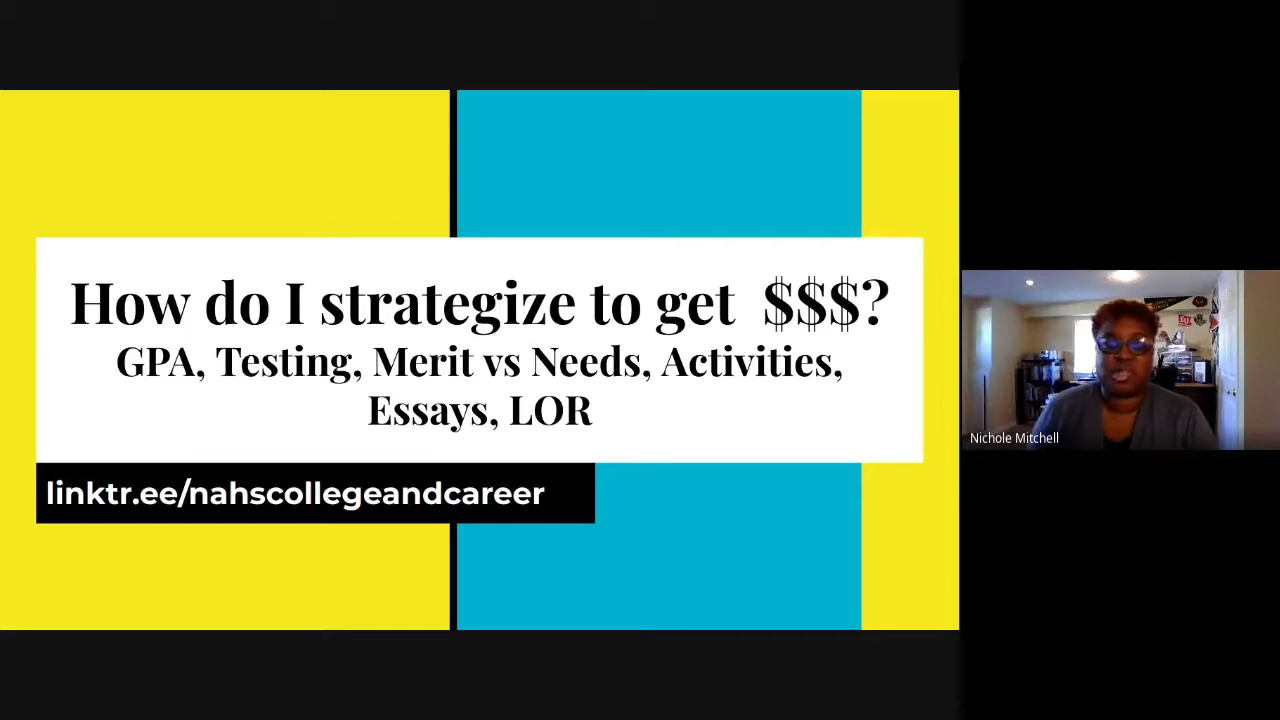 How do I strategize to get $$$?
GPA, Testing, Merit vs Needs, Activities,
Essays, LOR
linktr.ee/nahscollegeandcareer
Nichole Mitchell